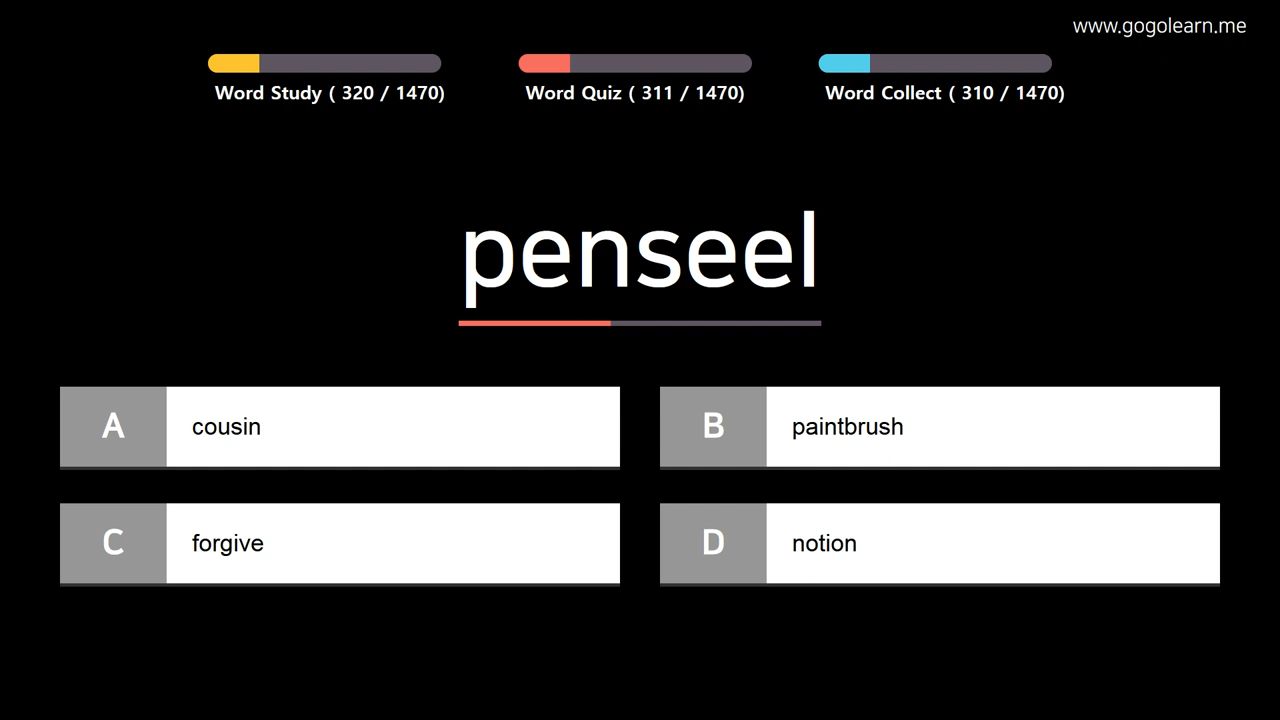 www.gogolearn.me
Word Study ( 320 / 1470)
Word Quiz ( 311 / 1470)
Word Collect ( 310 / 1470)
penseel
A cousin
B paintbrush
C forgive
D notion